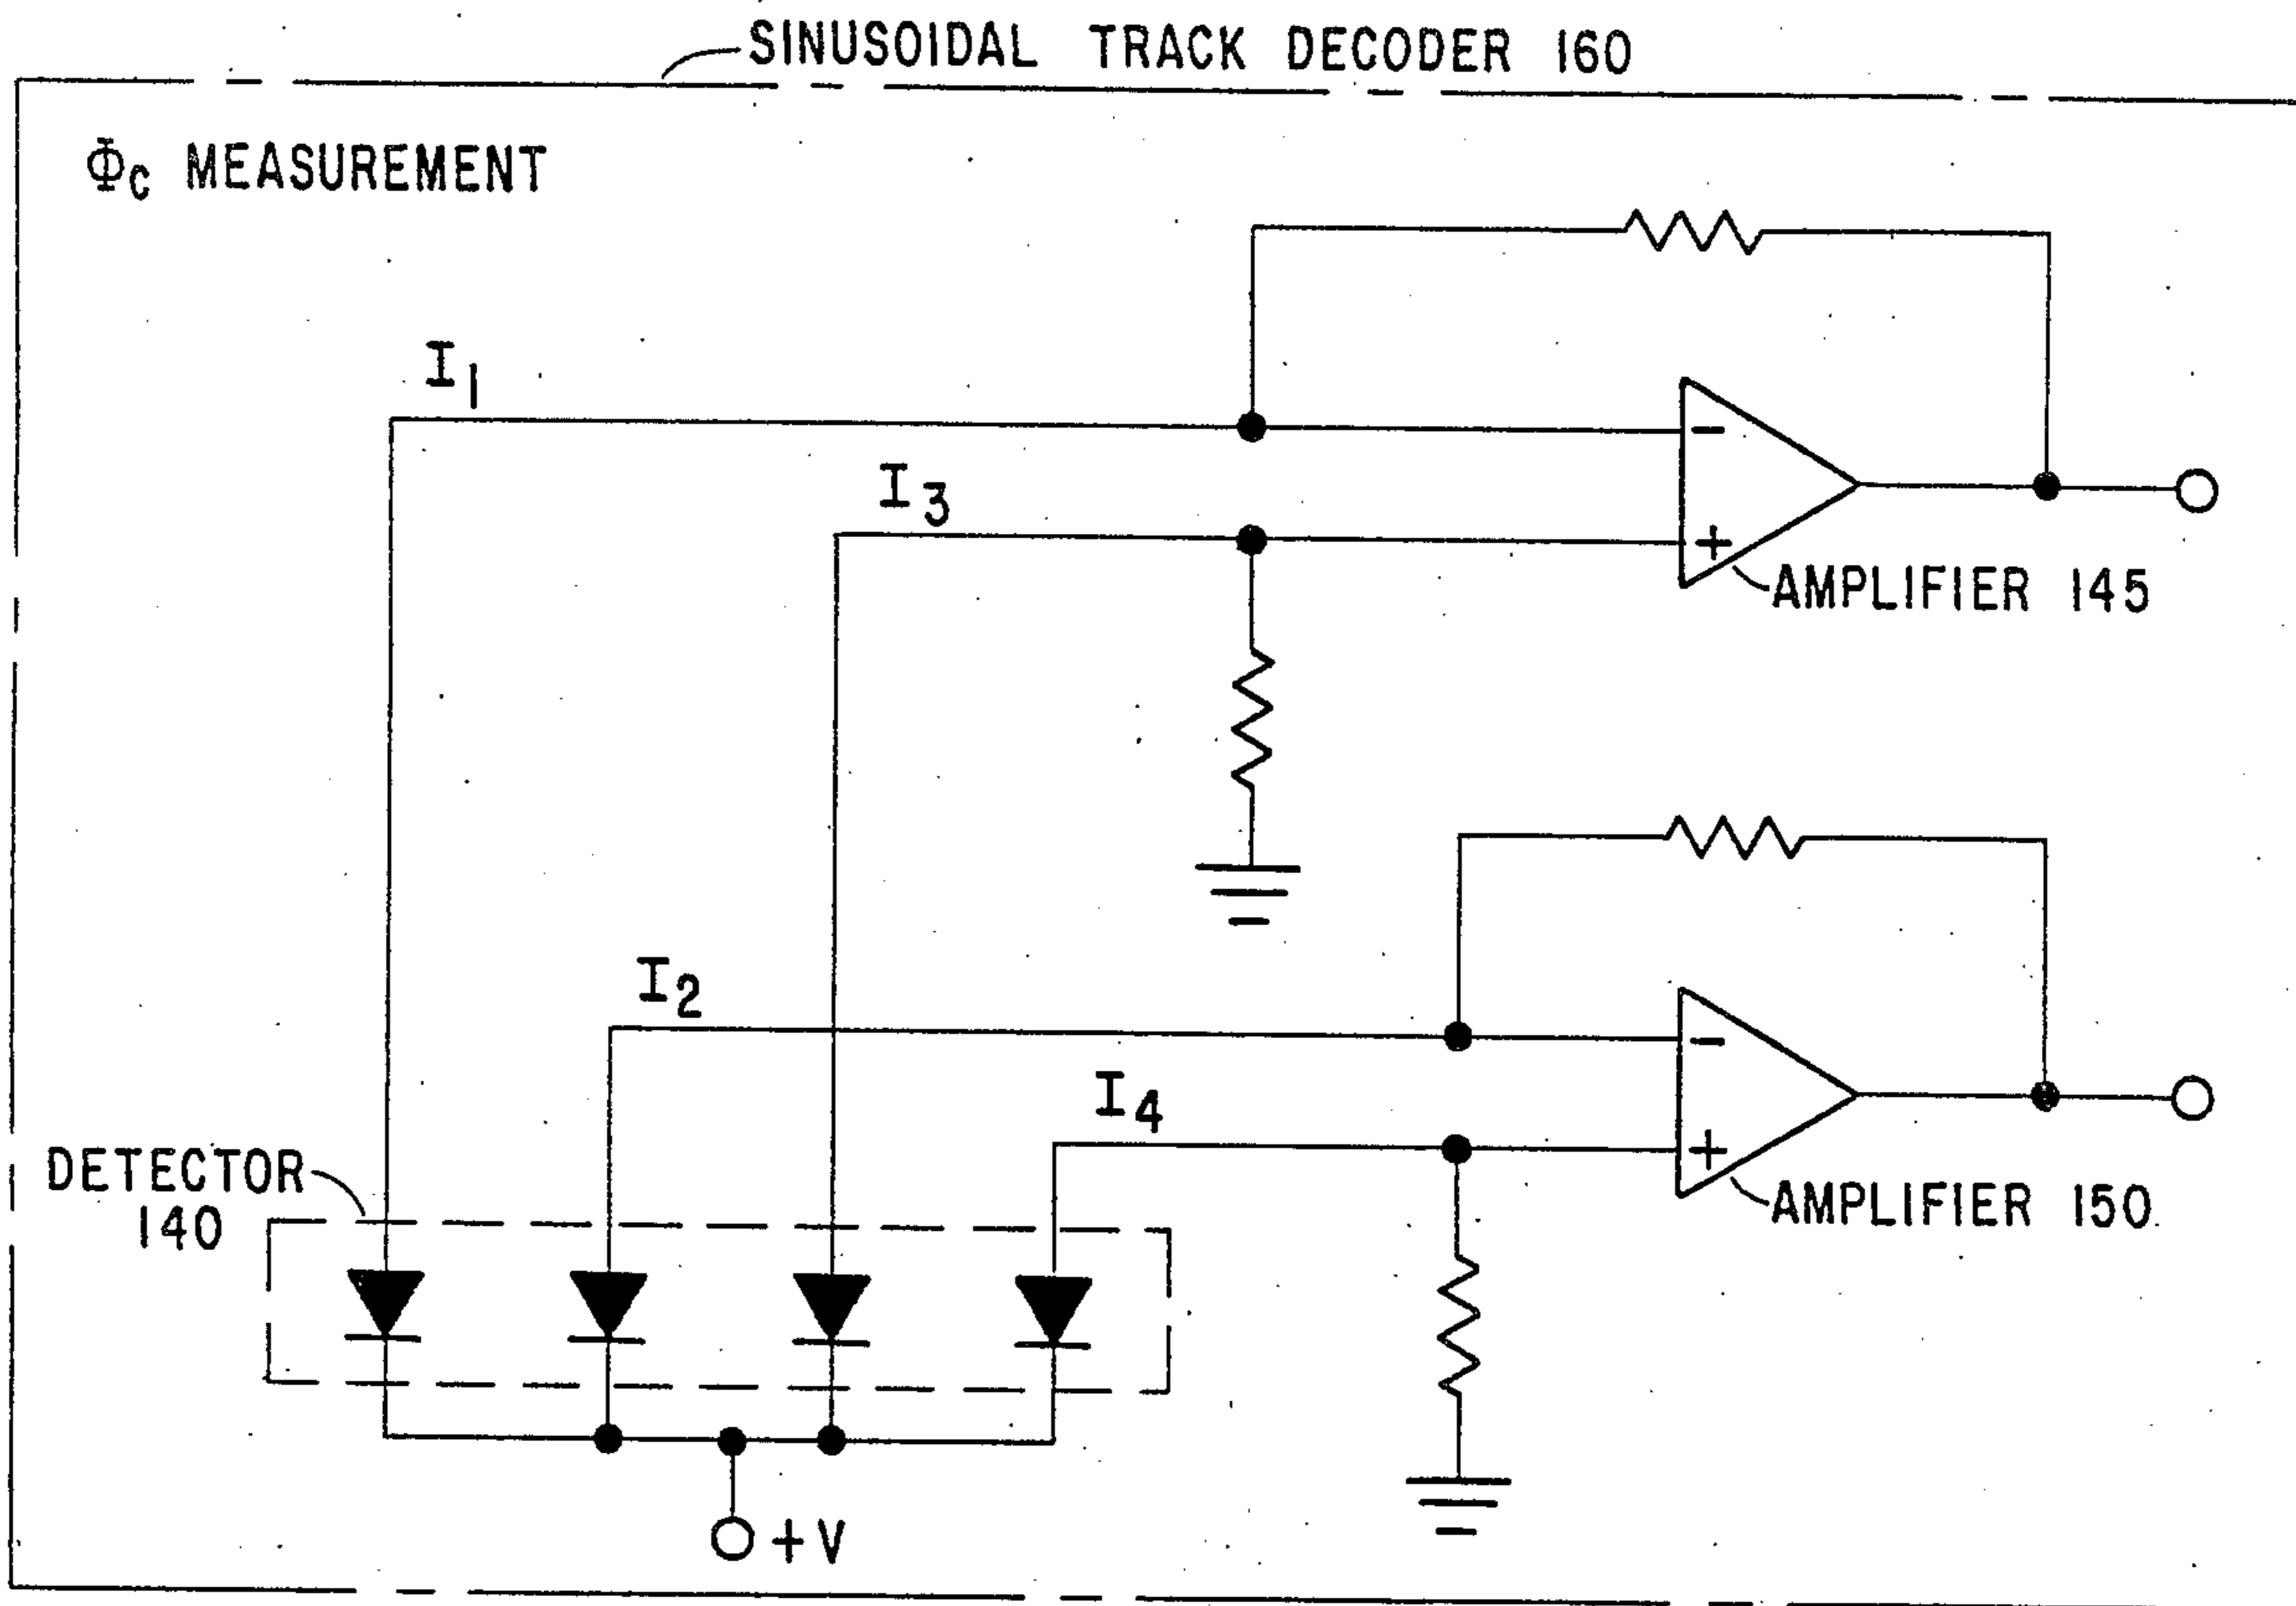 SINUSOIDAL TRACK DECODER 160
Φc MEASUREMENT
I1
-
I3
+
AMPLIFIER 145
I2
-
I4
+
AMPLIFIER 150
DETECTOR
140
+V